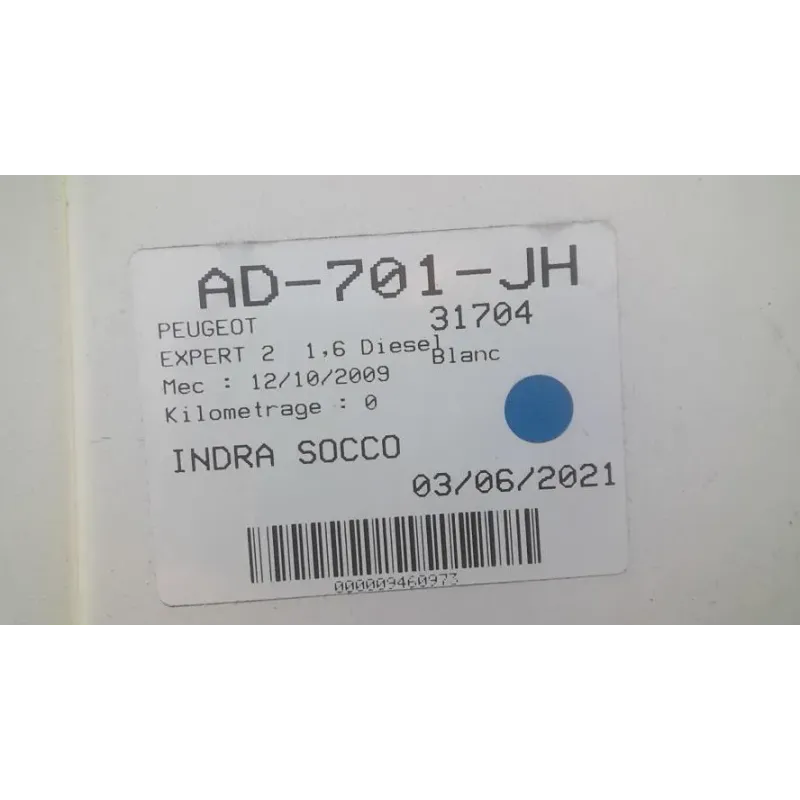 AD-701-JH
PEUGEOT 31704
EXPERT 2 1,6 Diesel Blanc
Mec : 12/10/2009
Kilometrage : 0
INDRA SOCCO
03/06/2021
000009460973